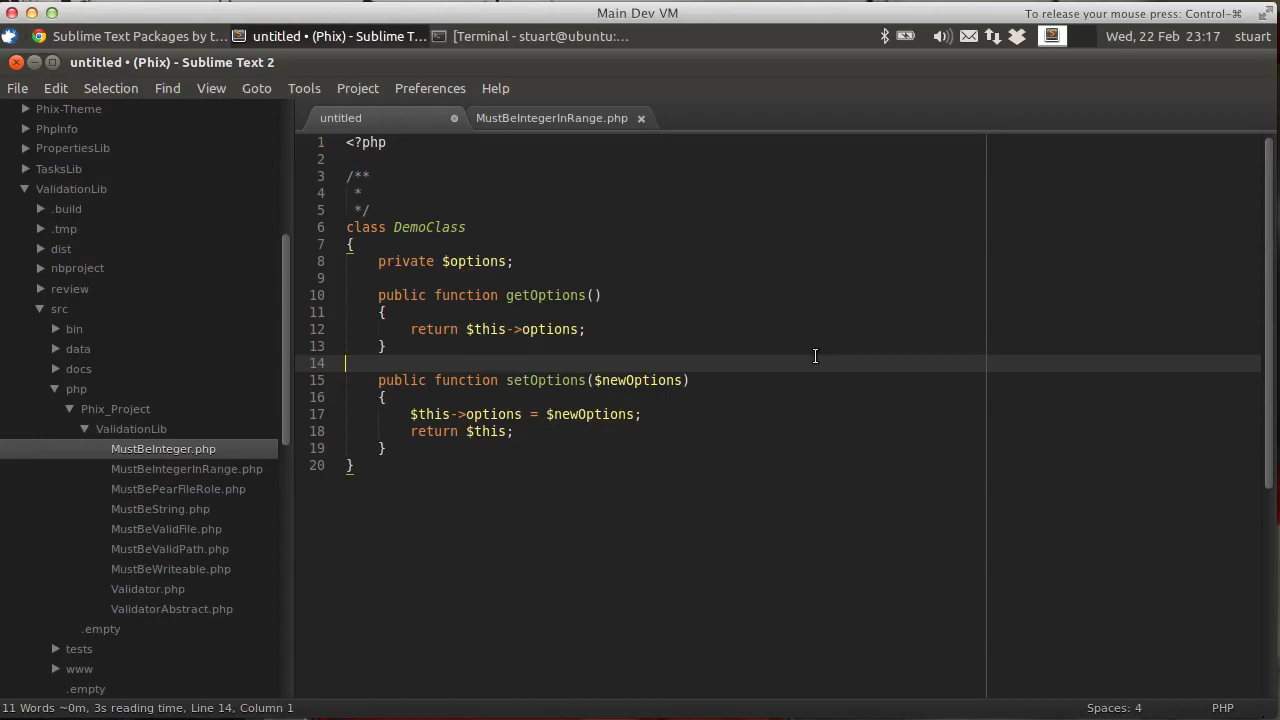 Main Dev VM
To release your mouse press: Control-⌘
Sublime Text Packages by t...
untitled • (Phix) - Sublime T...
[Terminal - stuart@ubuntu:...
Wed, 22 Feb 23:17
stuart
untitled • (Phix) - Sublime Text 2
File Edit Selection Find View Goto Tools Project Preferences Help
Phix-Theme
PhpInfo
PropertiesLib
TasksLib
ValidationLib
.build
.tmp
dist
nbproject
review
src
bin
data
docs
php
Phix_Project
ValidationLib
MustBeInteger.php
MustBeIntegerInRange.php
MustBePearFileRole.php
MustBeString.php
MustBeValidFile.php
MustBeValidPath.php
MustBeWriteable.php
Validator.php
ValidatorAbstract.php
.empty
tests
www
.empty
untitled
MustBeIntegerInRange.php
1 <?php
2
3 /**
4  *
5  */
6 class DemoClass
7 {
8     private $options;
9
10     public function getOptions()
11     {
12         return $this->options;
13     }
14
15     public function setOptions($newOptions)
16     {
17         $this->options = $newOptions;
18         return $this;
19     }
20 }
11 Words ~0m, 3s reading time, Line 14, Column 1
Spaces: 4
PHP